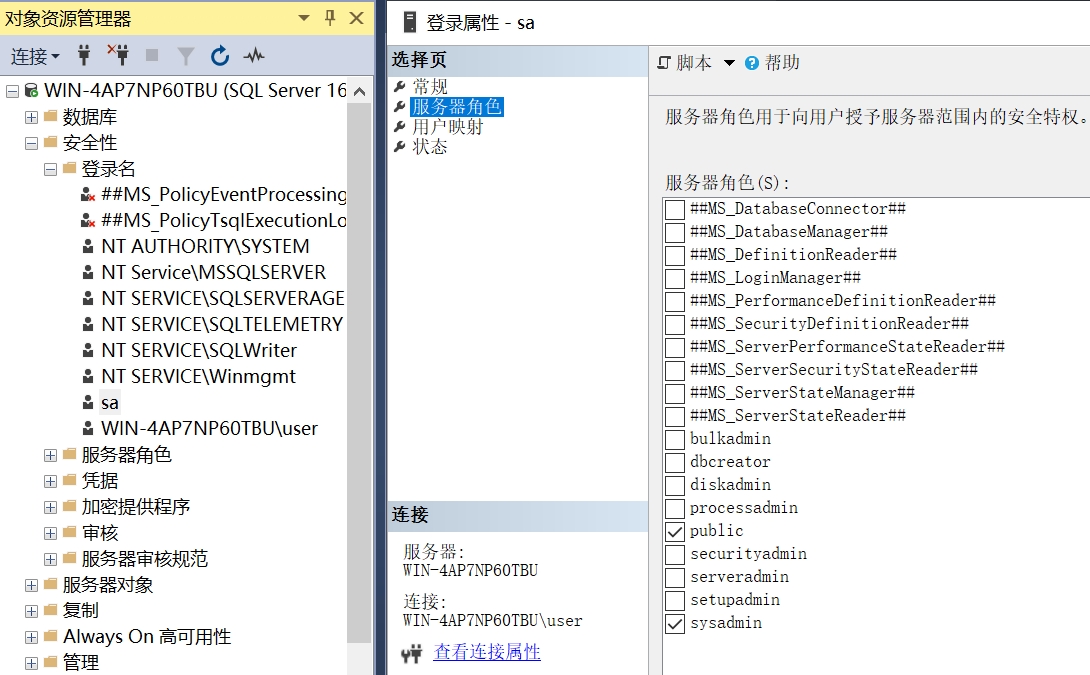 对象资源管理器
连接
WIN-4AP7NP60TBU (SQL Server 16
数据库
安全性
登录名
##MS_PolicyEventProcessing
##MS_PolicyTsqlExecutionLo
NT AUTHORITY\SYSTEM
NT Service\MSSQLSERVER
NT SERVICE\SQLSERVERAGE
NT SERVICE\SQLTELEMETRY
NT SERVICE\SQLWriter
NT SERVICE\Winmgmt
sa
WIN-4AP7NP60TBU\user
服务器角色
凭据
加密提供程序
审核
服务器审核规范
服务器对象
复制
Always On 高可用性
管理
登录属性 - sa
选择页
常规
服务器角色
用户映射
状态
连接
服务器:
WIN-4AP7NP60TBU
连接:
WIN-4AP7NP60TBU\user
查看连接属性
脚本
帮助
服务器角色用于向用户授予服务器范围内的安全特权。
服务器角色(S):
##MS_DatabaseConnector##
##MS_DatabaseManager##
##MS_DefinitionReader##
##MS_LoginManager##
##MS_PerformanceDefinitionReader##
##MS_SecurityDefinitionReader##
##MS_ServerPerformanceStateReader##
##MS_ServerSecurityStateReader##
##MS_ServerStateManager##
##MS_ServerStateReader##
bulkadmin
dbcreator
diskadmin
processadmin
public
securityadmin
serveradmin
setupadmin
sysadmin